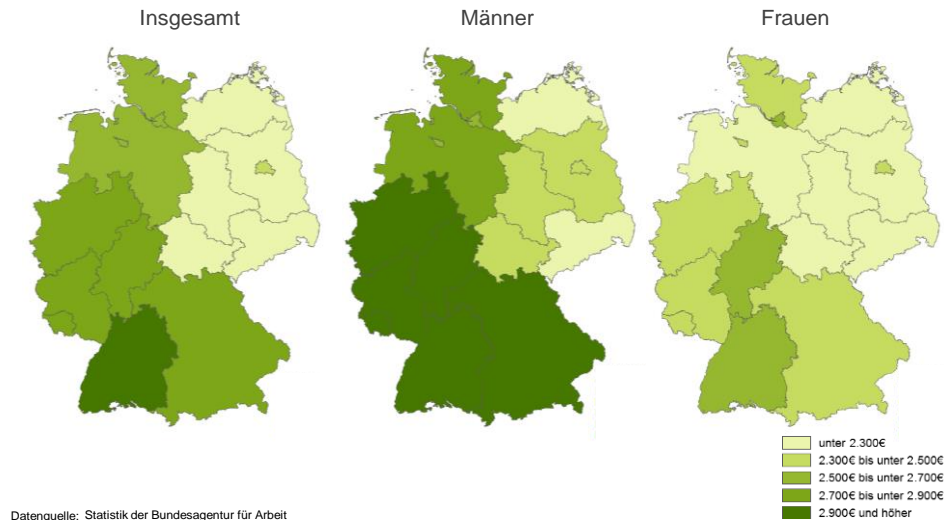 Insgesamt
Männer
Frauen
unter 2.300€
2.300€ bis unter 2.500€
2.500€ bis unter 2.700€
2.700€ bis unter 2.900€
2.900€ und höher
Datenquelle: Statistik der Bundesagentur für Arbeit